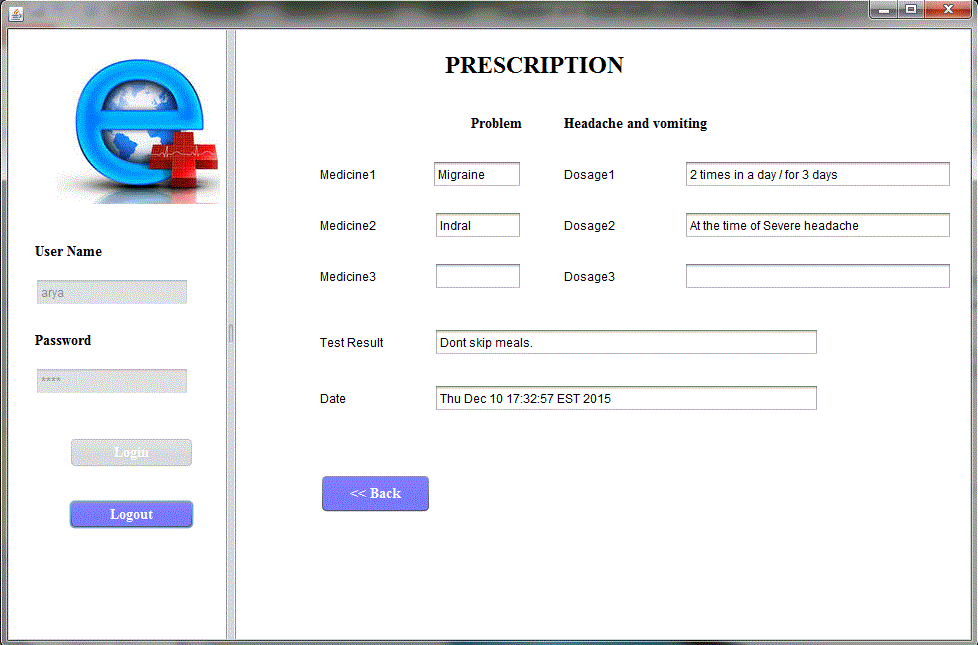 PRESCRIPTION
Problem Headache and vomiting
Medicine1 Migraine Dosage1 2 times in a day / for 3 days
Medicine2 Indral Dosage2 At the time of Severe headache
Medicine3 Dosage3
Test Result Dont skip meals.
Date Thu Dec 10 17:32:57 EST 2015
<< Back
User Name
arya
Password
****
Login
Logout